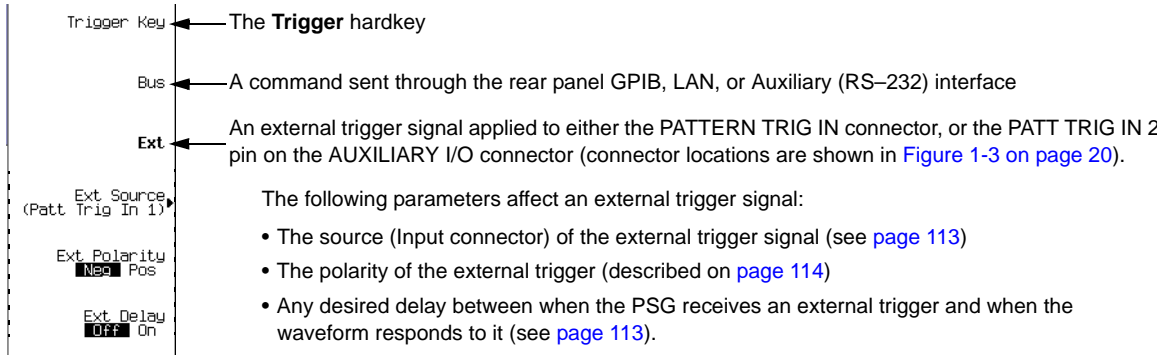 Trigger Key
The Trigger hardkey
Bus
A command sent through the rear panel GPIB, LAN, or Auxiliary (RS–232) interface
Ext
An external trigger signal applied to either the PATTERN TRIG IN connector, or the PATT TRIG IN 2
pin on the AUXILIARY I/O connector (connector locations are shown in Figure 1-3 on page 20).
Ext Source
(Patt Trig In 1)
The following parameters affect an external trigger signal:
• The source (Input connector) of the external trigger signal (see page 113)
Ext Polarity
Neg Pos
• The polarity of the external trigger (described on page 114)
Ext Delay
Off On
• Any desired delay between when the PSG receives an external trigger and when the
waveform responds to it (see page 113).